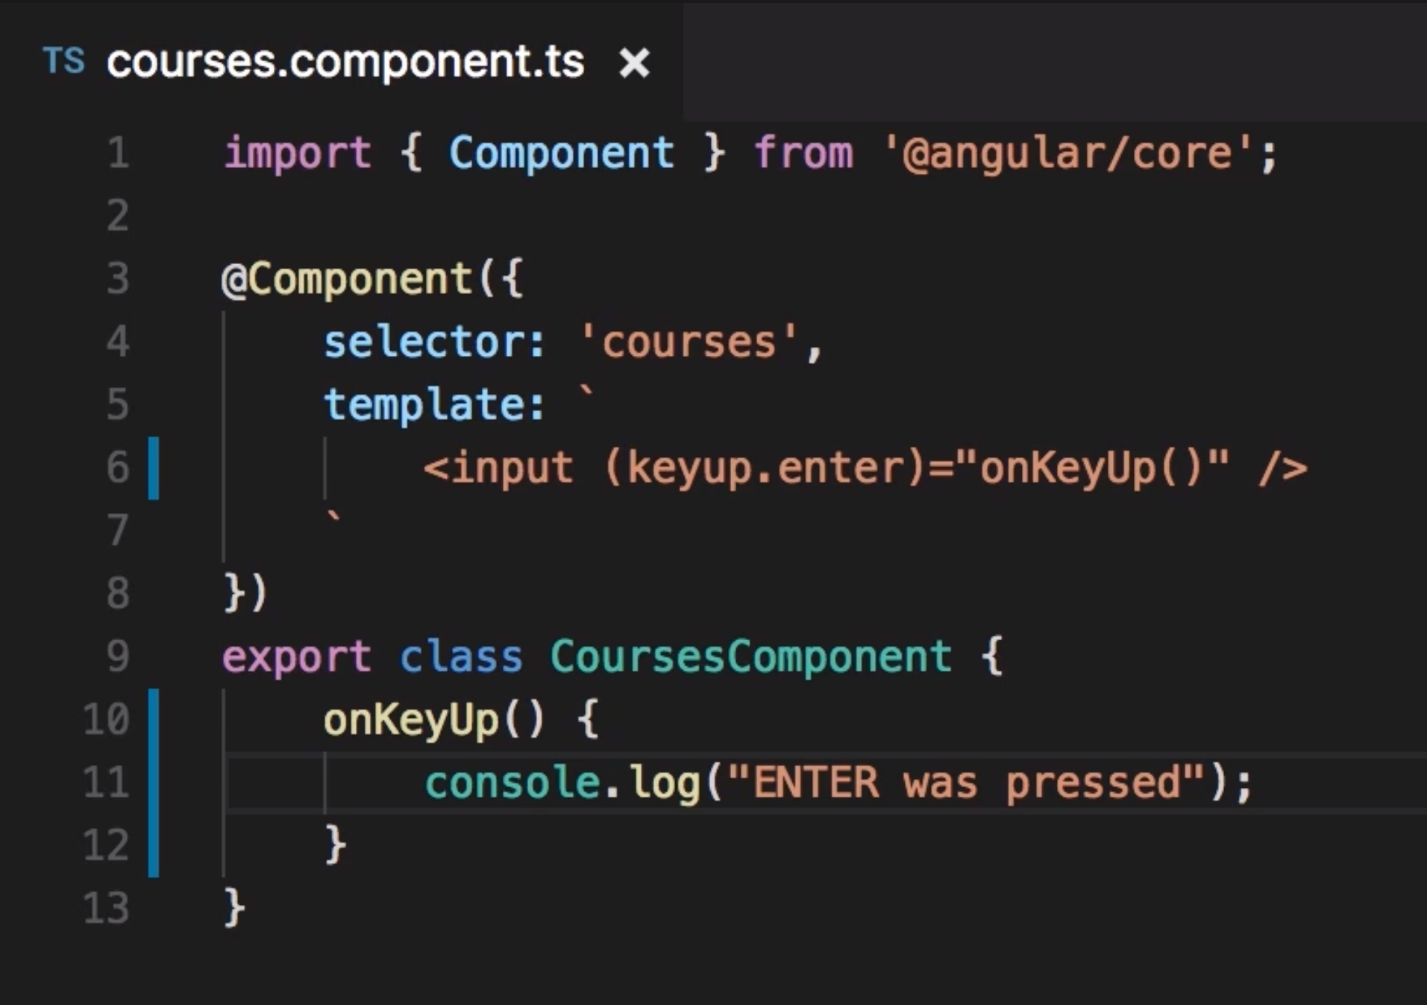 TS courses.component.ts ×
1 import { Component } from '@angular/core';
2
3 @Component({
4     selector: 'courses',
5     template: `
6         <input (keyup.enter)="onKeyUp()" />
7     `
8 })
9 export class CoursesComponent {
10     onKeyUp() {
11         console.log("ENTER was pressed");
12     }
13 }